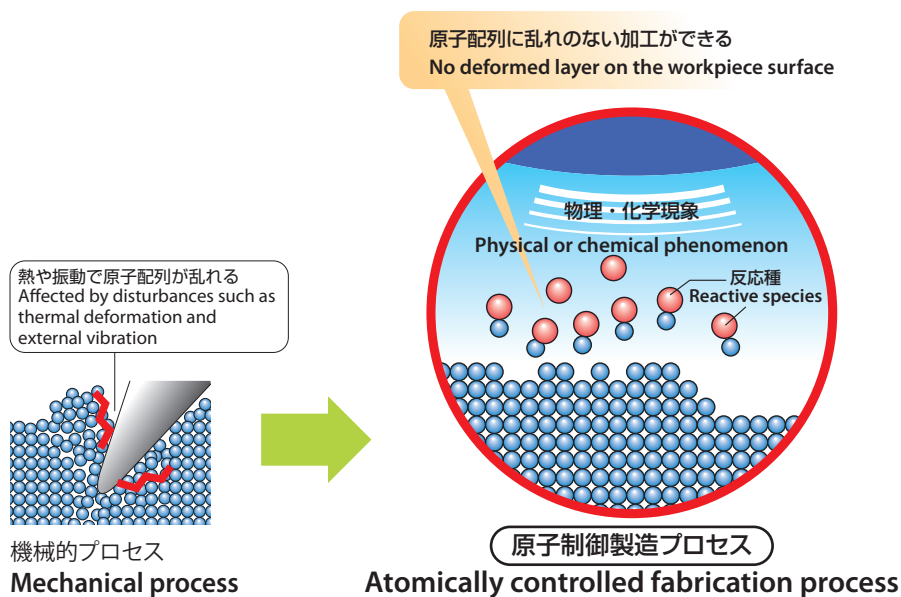 原子配列に乱れのない加工ができる
No deformed layer on the workpiece surface
物理・化学現象
Physical or chemical phenomenon
反応種
Reactive species
熱や振動で原子配列が乱れる
Affected by disturbances such as
thermal deformation and
external vibration
機械的プロセス
Mechanical process
原子制御製造プロセス
Atomically controlled fabrication process